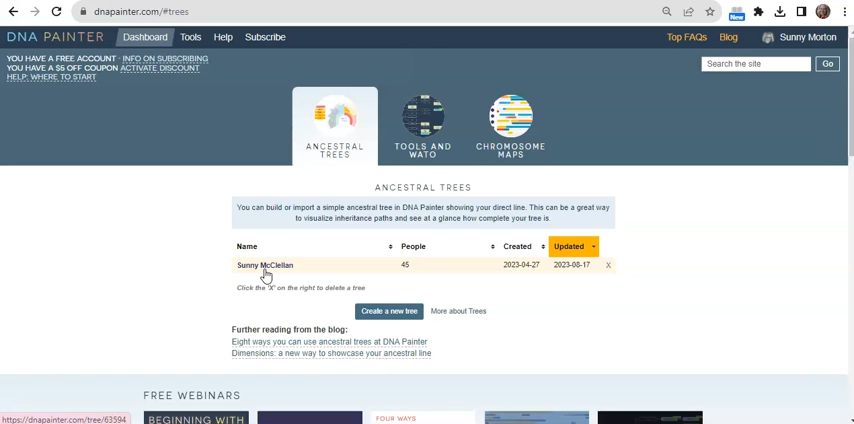 dnapainter.com/#trees
New
DNA PAINTER
Dashboard
Tools
Help
Subscribe
Top FAQs
Blog
Sunny Morton
YOU HAVE A FREE ACCOUNT · INFO ON SUBSCRIBING
YOU HAVE A $5 OFF COUPON ACTIVATE DISCOUNT
HELP: WHERE TO START
Search the site
Go
ANCESTRAL
TREES
TOOLS AND
WATO
CHROMOSOME
MAPS
ANCESTRAL TREES
You can build or import a simple ancestral tree in DNA Painter showing your direct line. This can be a great way
to visualize inheritance paths and see at a glance how complete your tree is
Name People Created Updated
Sunny McClellan 45 2023-04-27 2023-08-17 X
Click the 'X' on the right to delete a tree
Create a new tree
More about Trees
Further reading from the blog:
Eight ways you can use ancestral trees at DNA Painter
Dimensions: a new way to showcase your ancestral line
FREE WEBINARS
https://dnapainter.com/tree/63594
BEGINNING WITH
FOUR WAYS